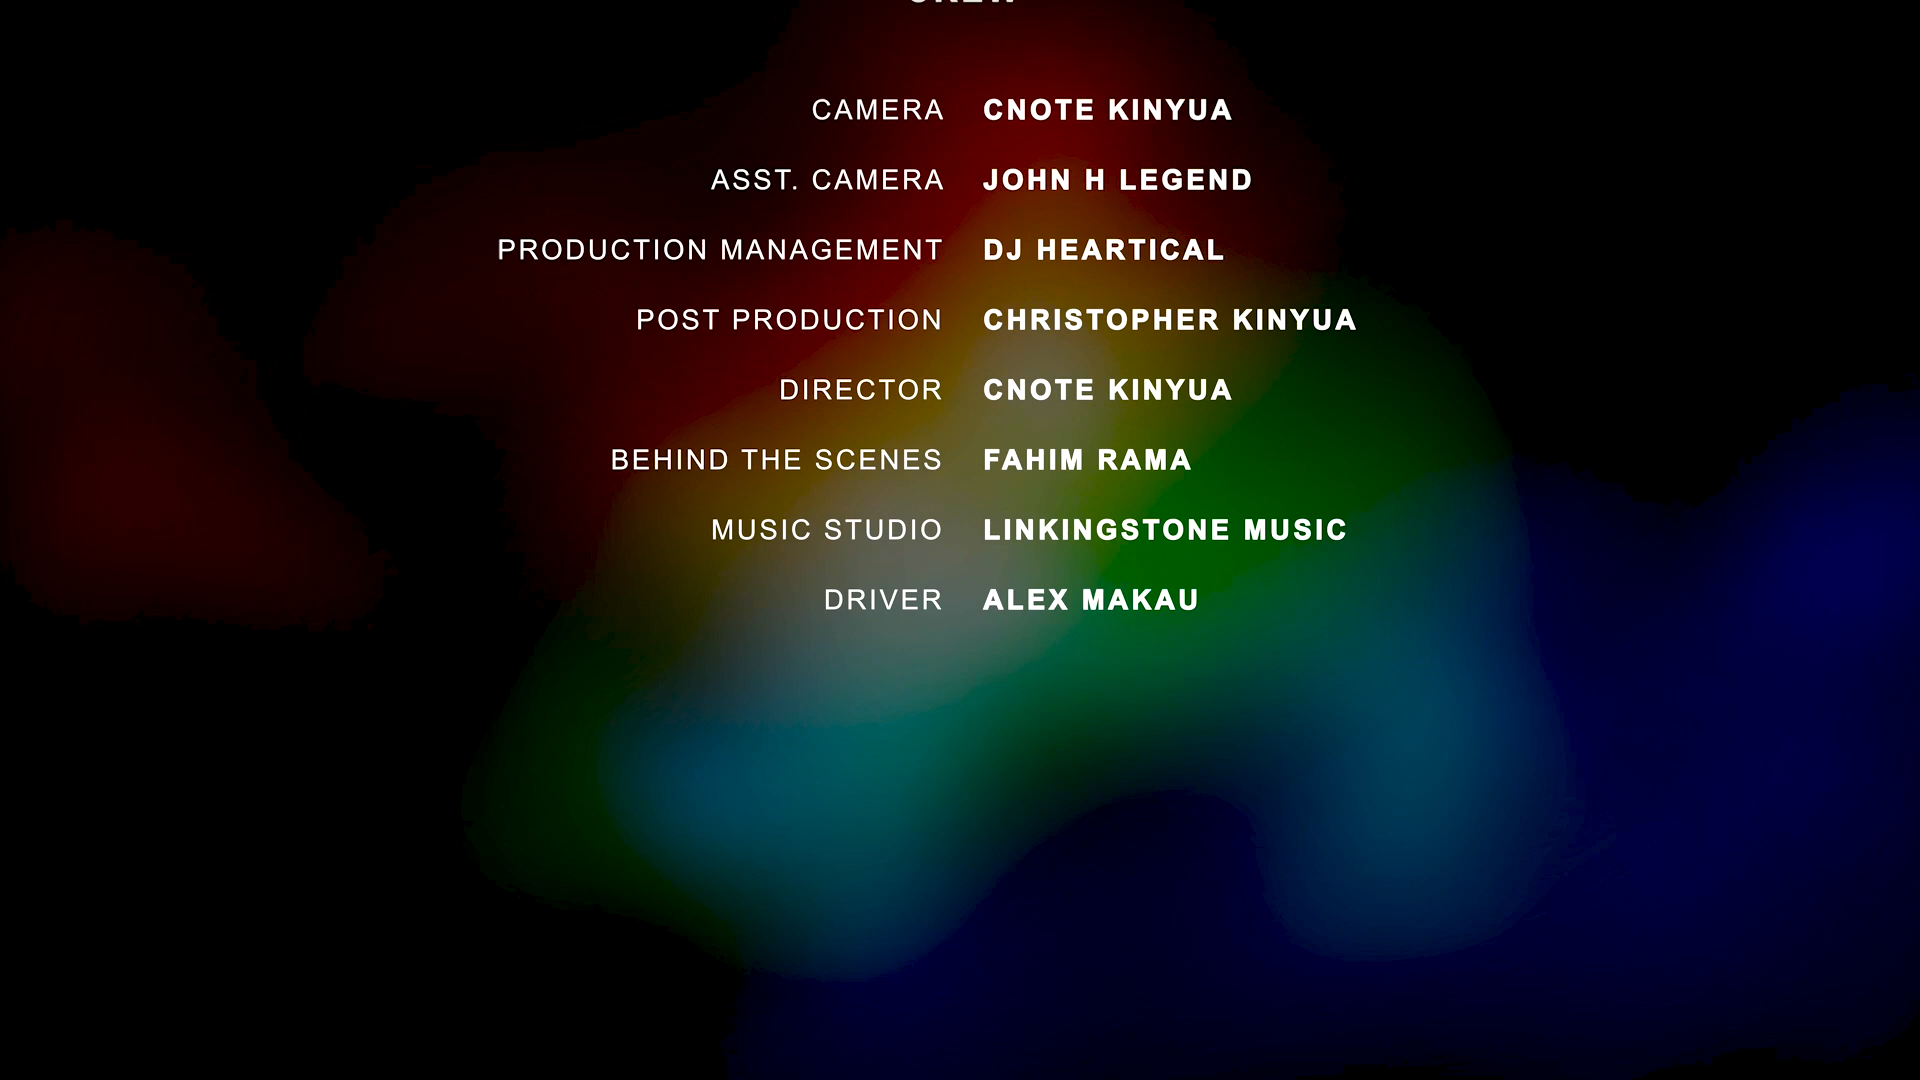 CREW
CAMERA CNOTE KINYUA
ASST. CAMERA JOHN H LEGEND
PRODUCTION MANAGEMENT DJ HEARTICAL
POST PRODUCTION CHRISTOPHER KINYUA
DIRECTOR CNOTE KINYUA
BEHIND THE SCENES FAHIM RAMA
MUSIC STUDIO LINKINGSTONE MUSIC
DRIVER ALEX MAKAU